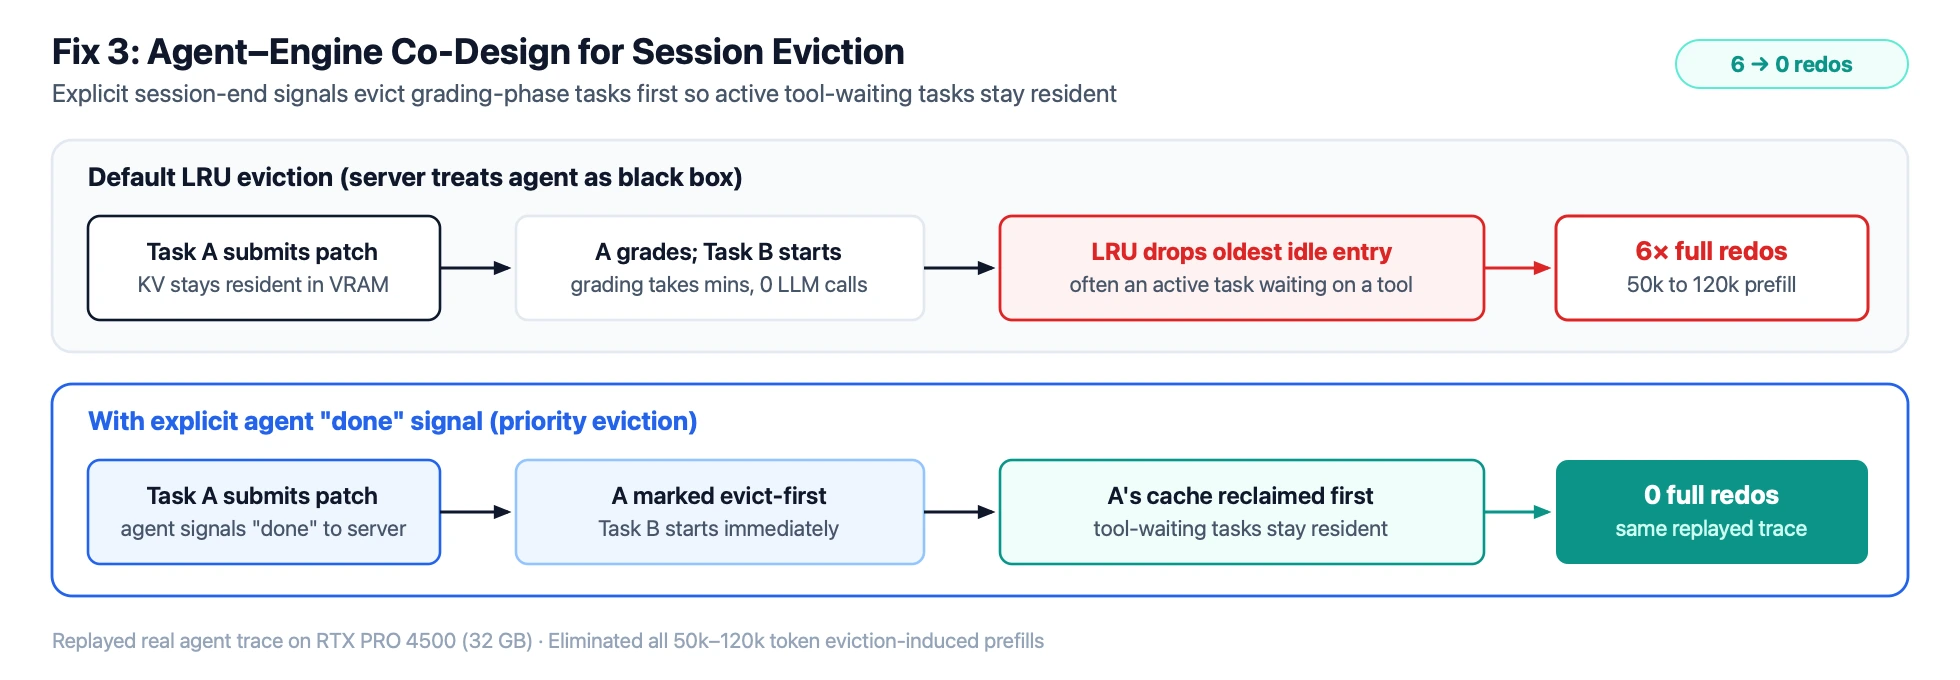 Fix 3: Agent–Engine Co-Design for Session Eviction
6 → 0 redos
Explicit session-end signals evict grading-phase tasks first so active tool-waiting tasks stay resident
Default LRU eviction (server treats agent as black box)
Task A submits patch
KV stays resident in VRAM
A grades; Task B starts
grading takes mins, 0 LLM calls
LRU drops oldest idle entry
often an active task waiting on a tool
6× full redos
50k to 120k prefill
With explicit agent "done" signal (priority eviction)
Task A submits patch
agent signals "done" to server
A marked evict-first
Task B starts immediately
A's cache reclaimed first
tool-waiting tasks stay resident
0 full redos
same replayed trace
Replayed real agent trace on RTX PRO 4500 (32 GB) · Eliminated all 50k–120k token eviction-induced prefills